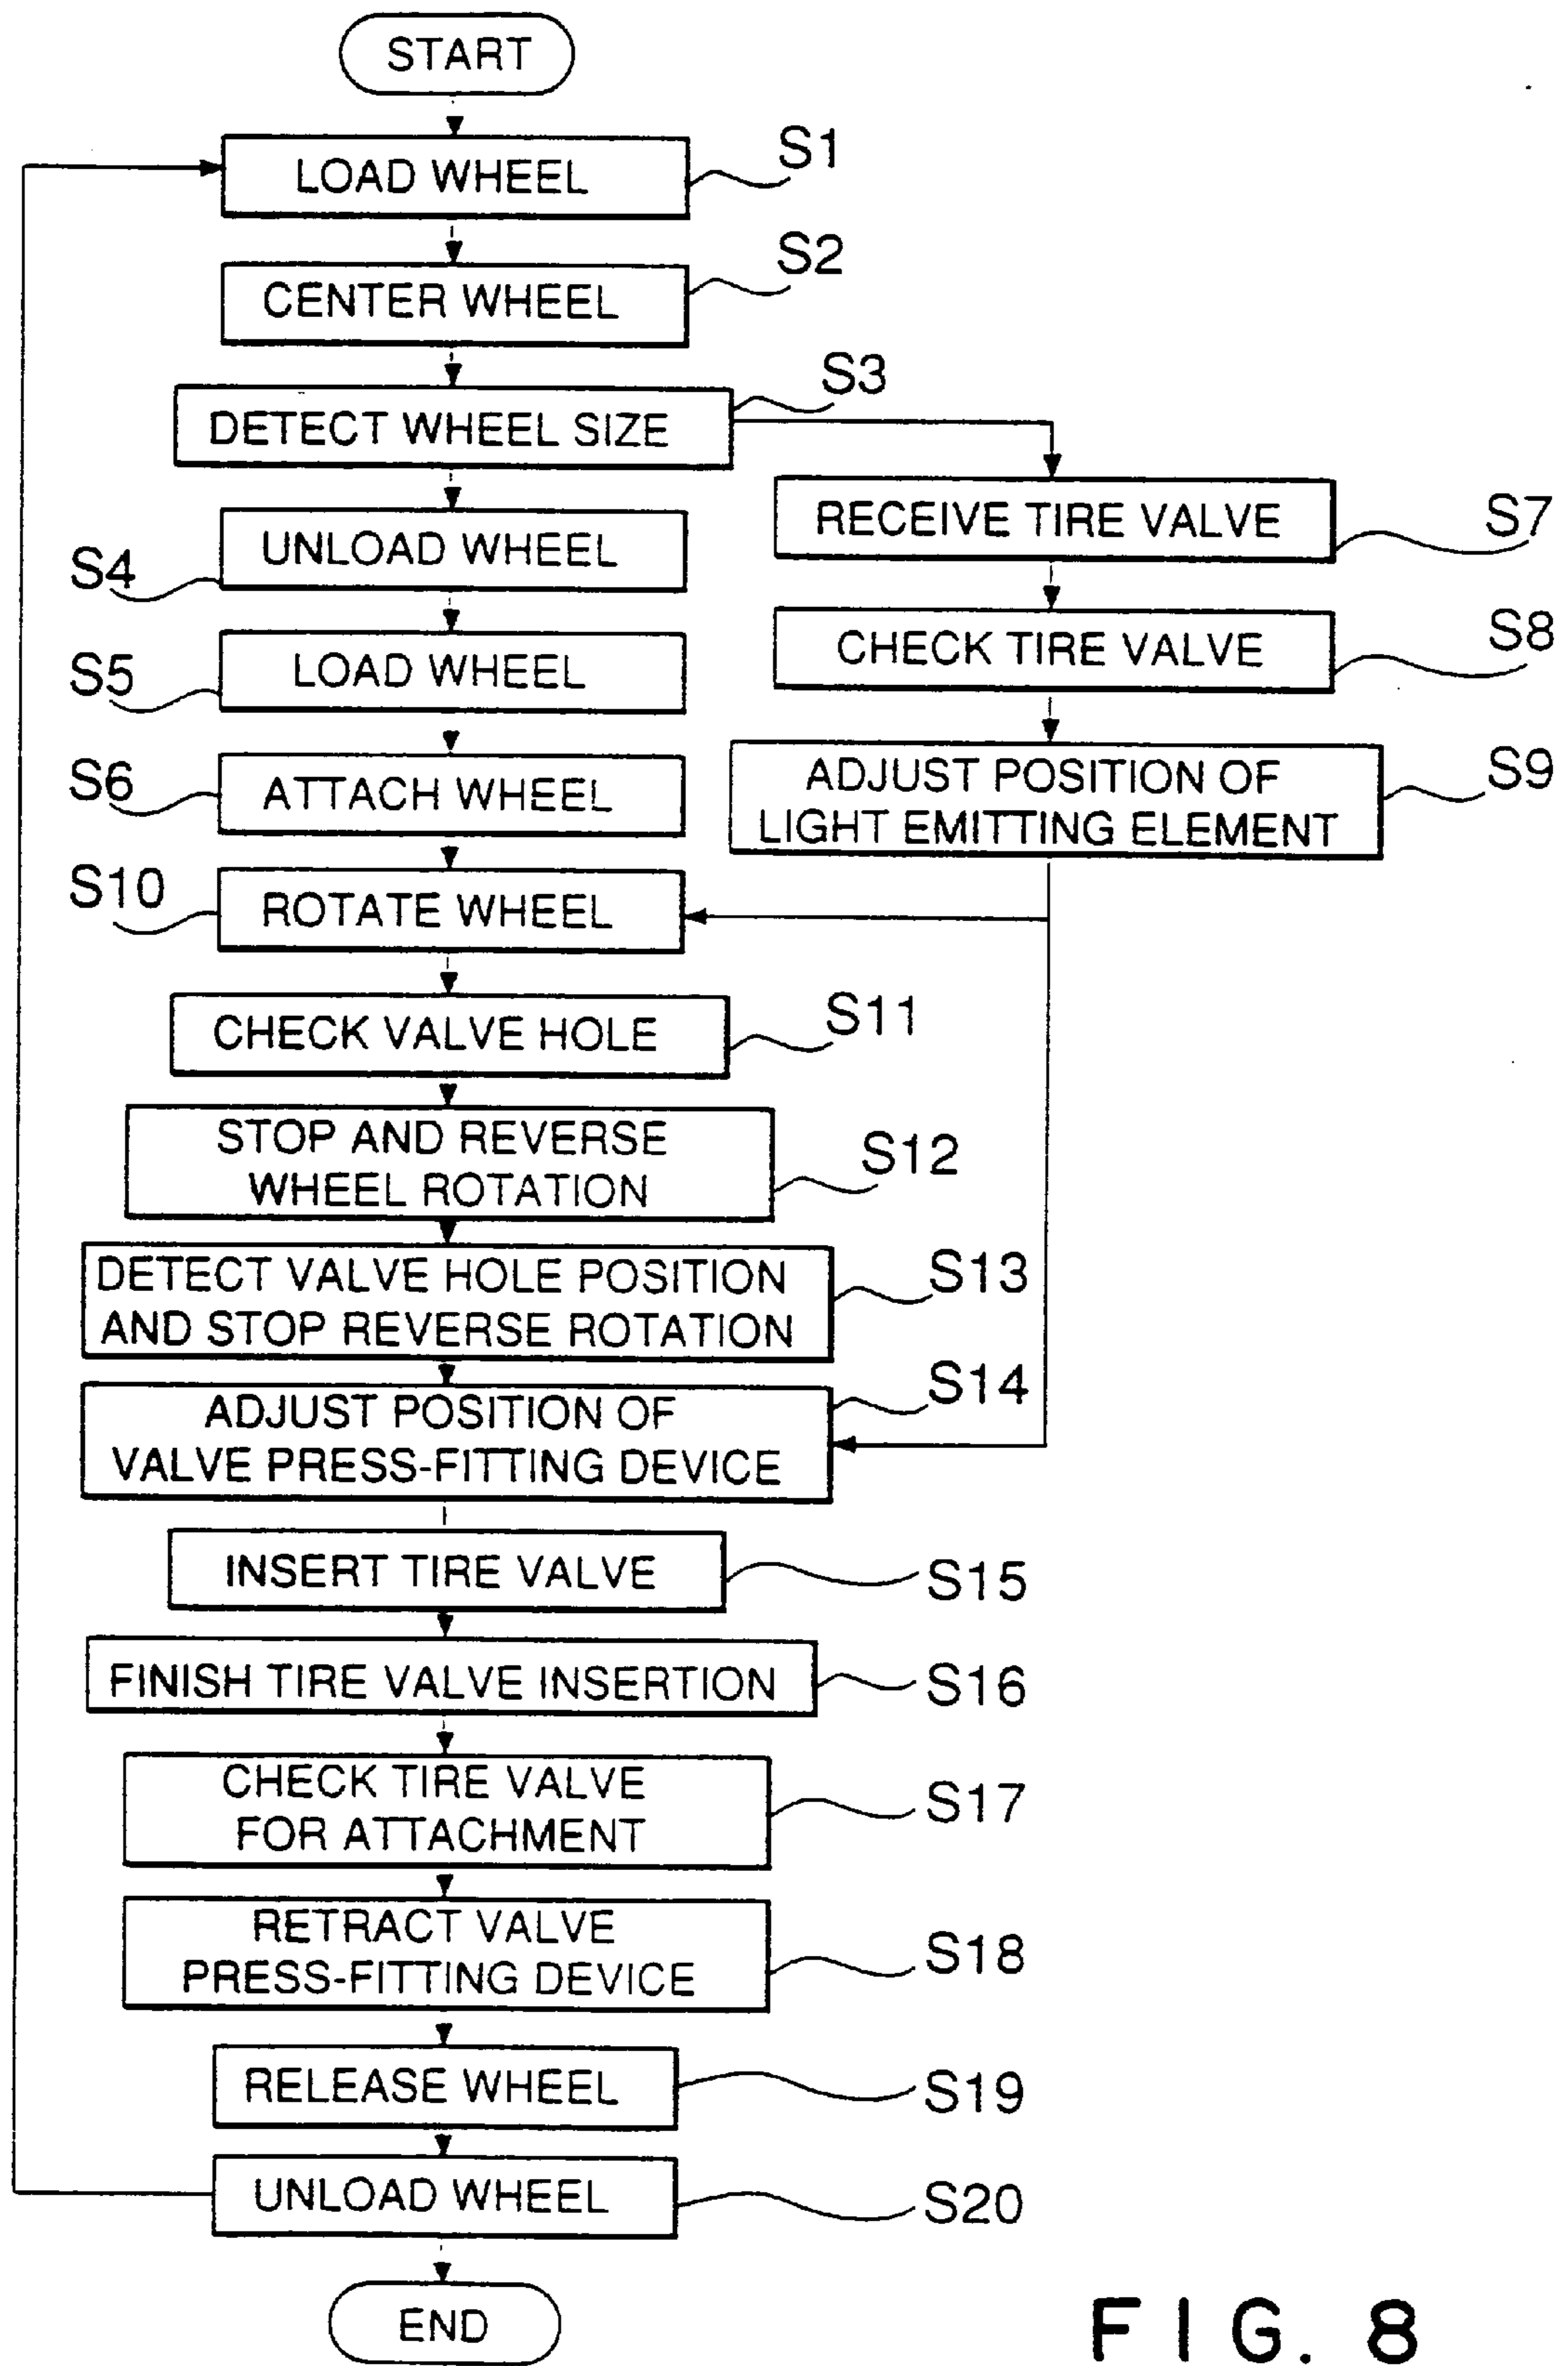 START
LOAD WHEEL
S1
CENTER WHEEL
S2
DETECT WHEEL SIZE
S3
UNLOAD WHEEL
S4
LOAD WHEEL
S5
ATTACH WHEEL
S6
RECEIVE TIRE VALVE
S7
CHECK TIRE VALVE
S8
ADJUST POSITION OF
LIGHT EMITTING ELEMENT
S9
ROTATE WHEEL
S10
CHECK VALVE HOLE
S11
STOP AND REVERSE
WHEEL ROTATION
S12
DETECT VALVE HOLE POSITION
AND STOP REVERSE ROTATION
S13
ADJUST POSITION OF
VALVE PRESS-FITTING DEVICE
S14
INSERT TIRE VALVE
S15
FINISH TIRE VALVE INSERTION
S16
CHECK TIRE VALVE
FOR ATTACHMENT
S17
RETRACT VALVE
PRESS-FITTING DEVICE
S18
RELEASE WHEEL
S19
UNLOAD WHEEL
S20
END
FIG. 8